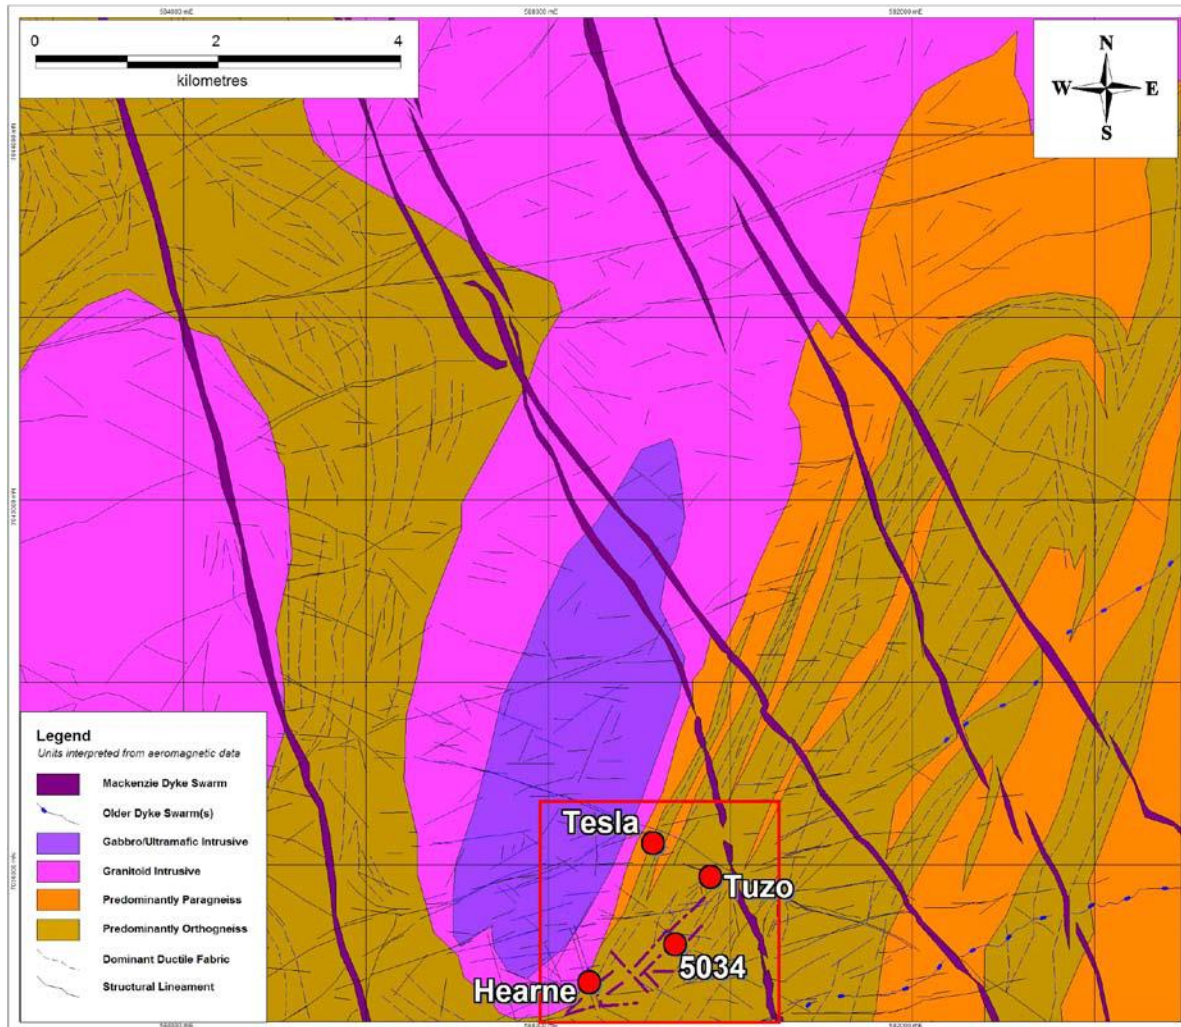 0 2 4
kilometres
N
W E
S
Legend
Units interpreted from aeromagnetic data
Mackenzie Dyke Swarm
Older Dyke Swarm(s)
Gabbro/Ultramafic Intrusive
Granitoid Intrusive
Predominantly Paragneiss
Predominantly Orthogneiss
Dominant Ductile Fabric
Structural Lineament
Tesla
Tuzo
5034
Hearne